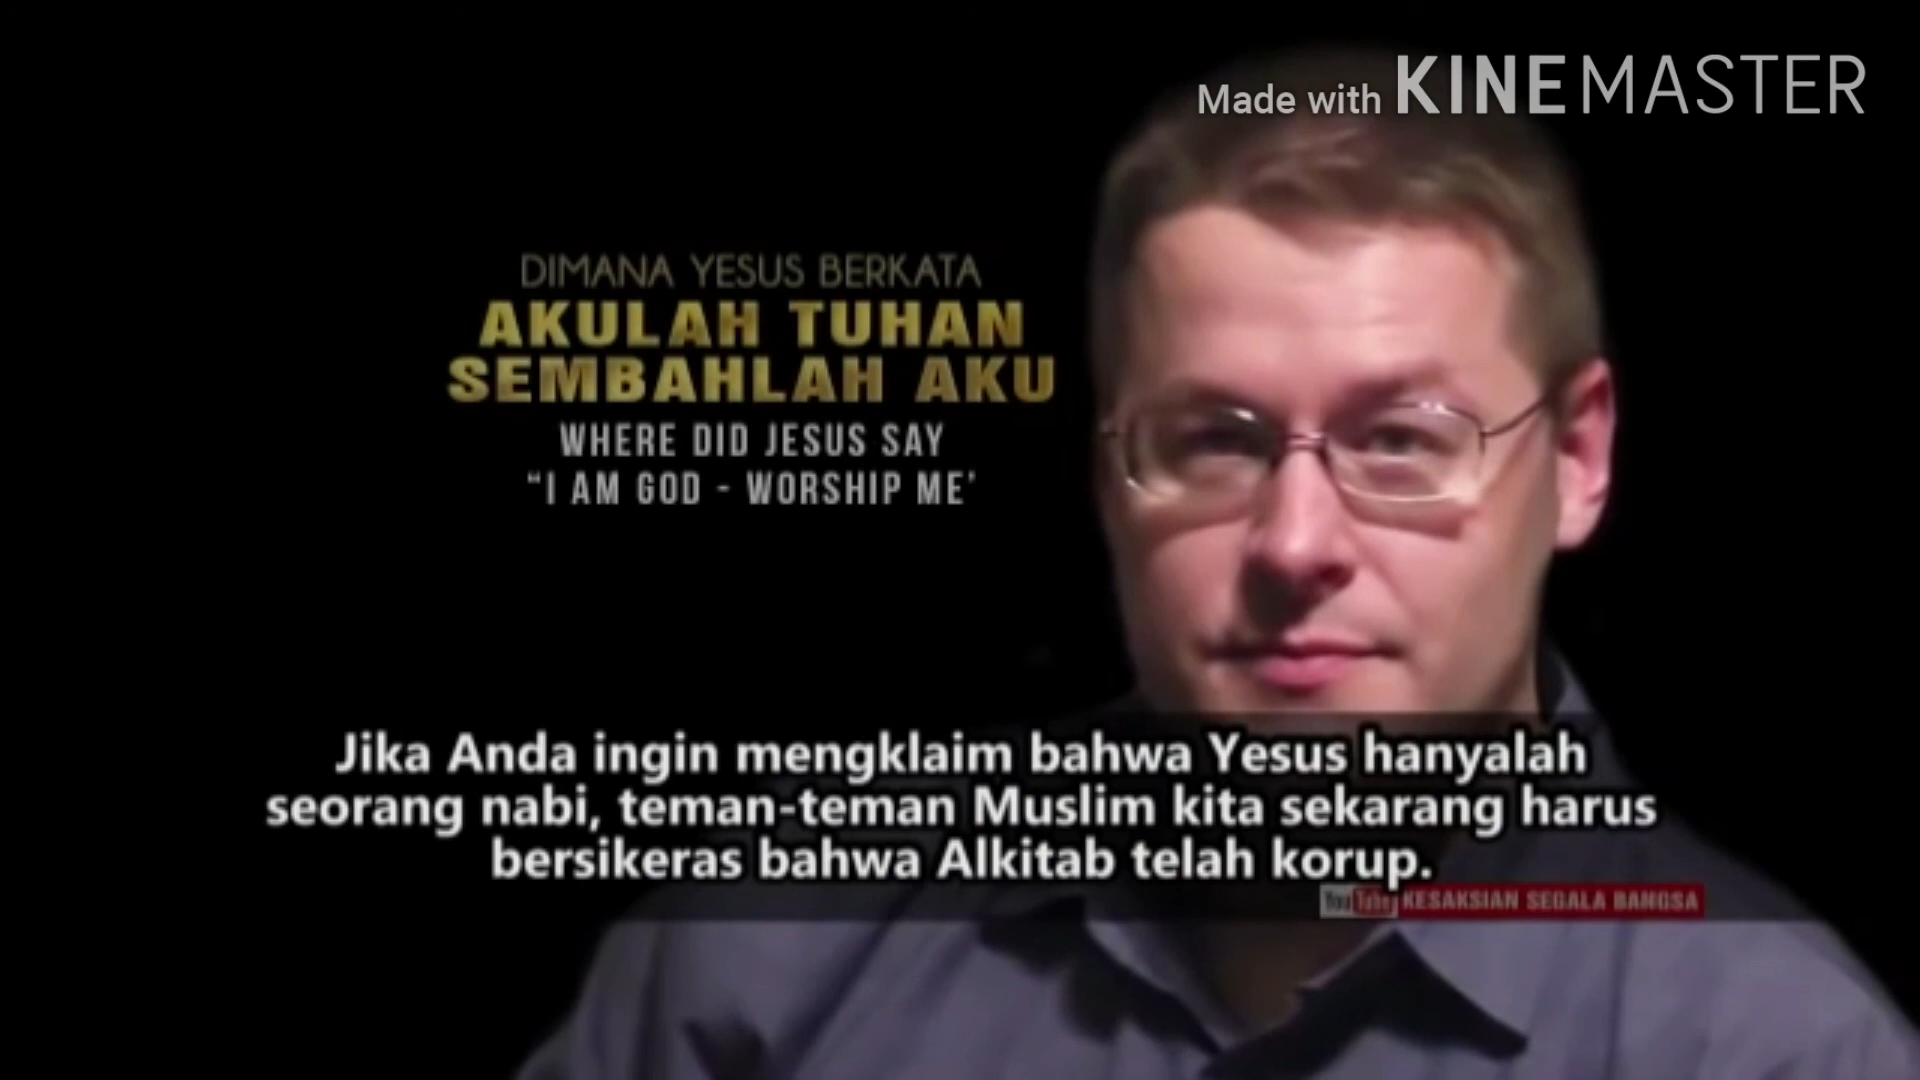 Made with KINEMASTER
DIMANA YESUS BERKATA
AKULAH TUHAN
SEMBAHLAH AKU
WHERE DID JESUS SAY
“I AM GOD - WORSHIP ME'
Jika Anda ingin mengklaim bahwa Yesus hanyalah
seorang nabi, teman-teman Muslim kita sekarang harus
bersikeras bahwa Alkitab telah korup.
YouTube KESAKSIAN SEGALA BANGSA